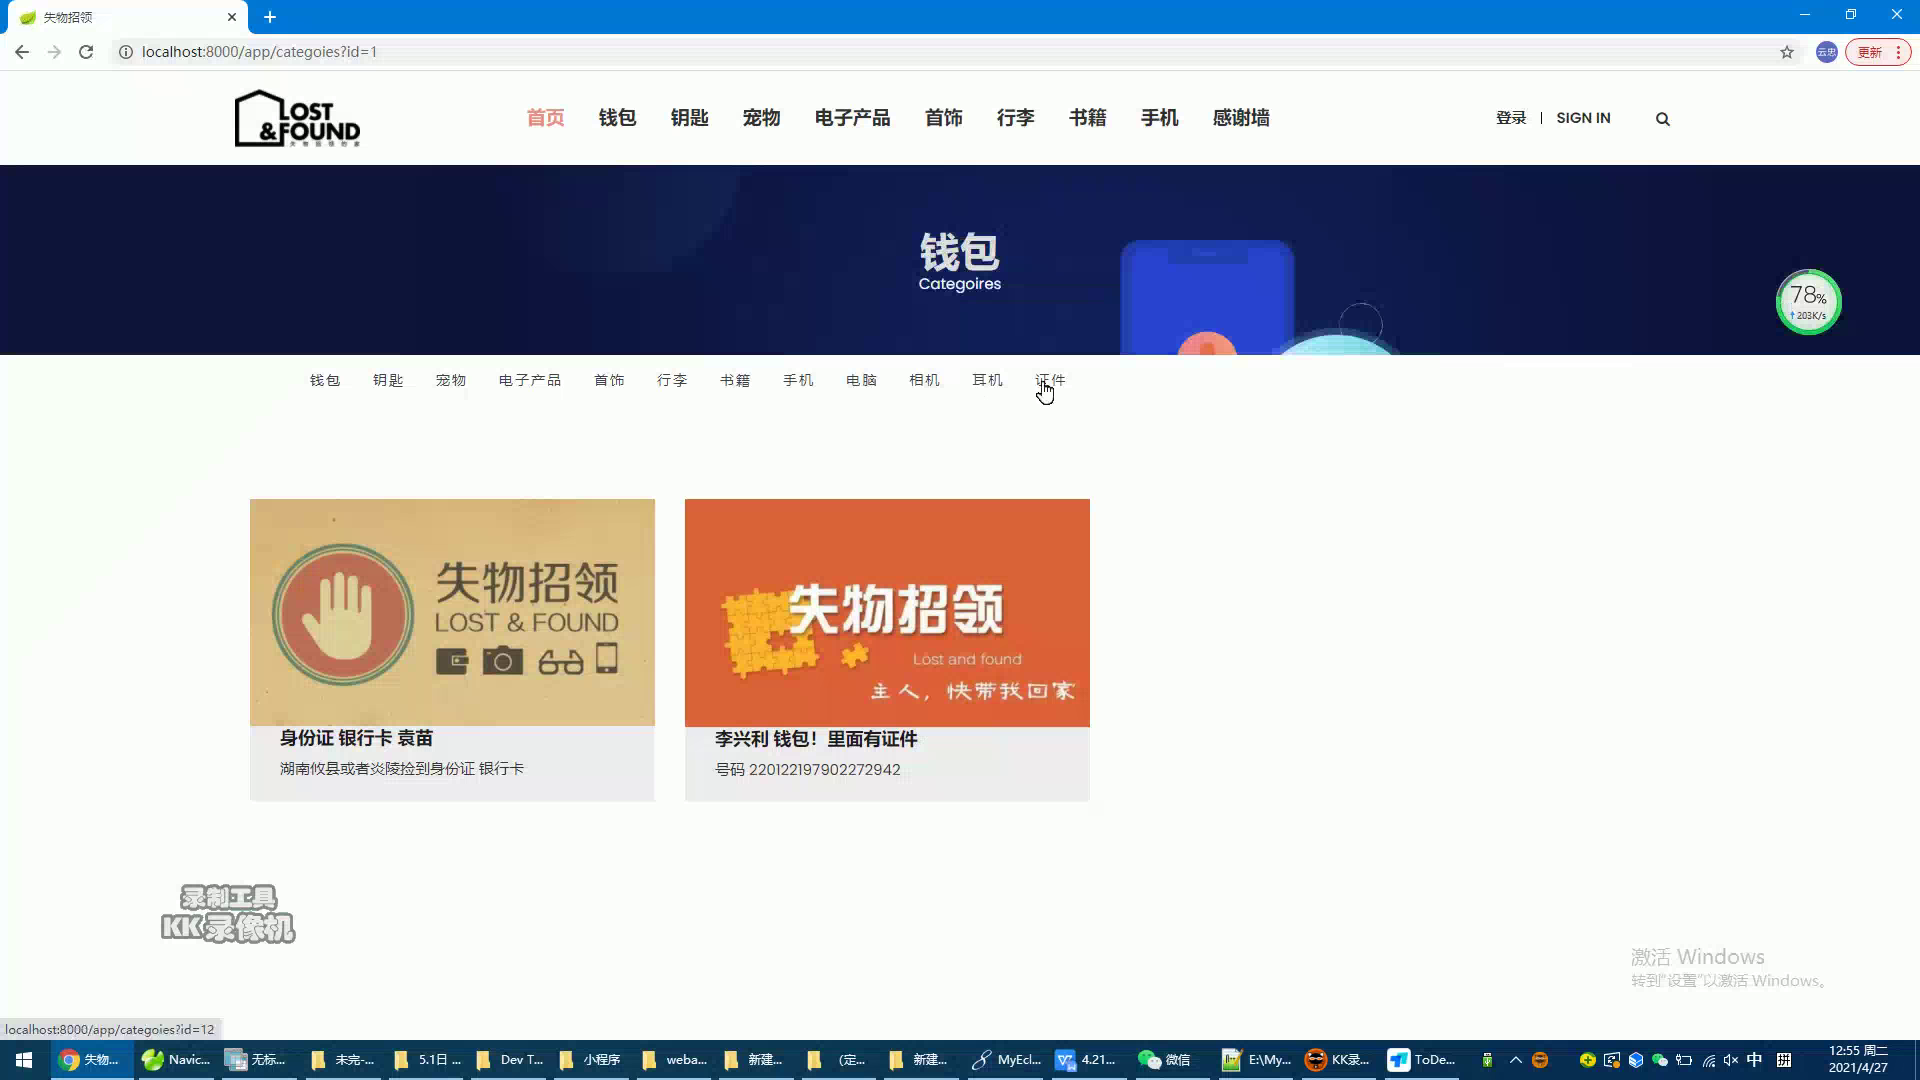 失物招领
localhost:8000/app/categoies?id=1
云忠
更新
LOST
&FOUND
首页 钱包 钥匙 宠物 电子产品 首饰 行李 书籍 手机 感谢墙
登录 | SIGN IN
钱包
Categoires
78%
↑ 203K/s
钱包 钥匙 宠物 电子产品 首饰 行李 书籍 手机 电脑 相机 耳机 证件
失物招领
LOST & FOUND
失物招领
Lost and found
主人，快带我回家
身份证 银行卡 袁苗
湖南攸县或者炎陵捡到身份证 银行卡
李兴利 钱包！里面有证件
号码 220122197902272942
录制工具
KK录像机
激活 Windows
转到"设置"以激活 Windows。
localhost:8000/app/categoies?id=12
失物... Navic... 无标... 未完-... 5.1日 ... Dev T... 小程序 weba... 新建... （定... 新建... MyEcl... 4.21... 微信 E:\My... KK录... ToDe... 中 拼
12:55 周二
2021/4/27